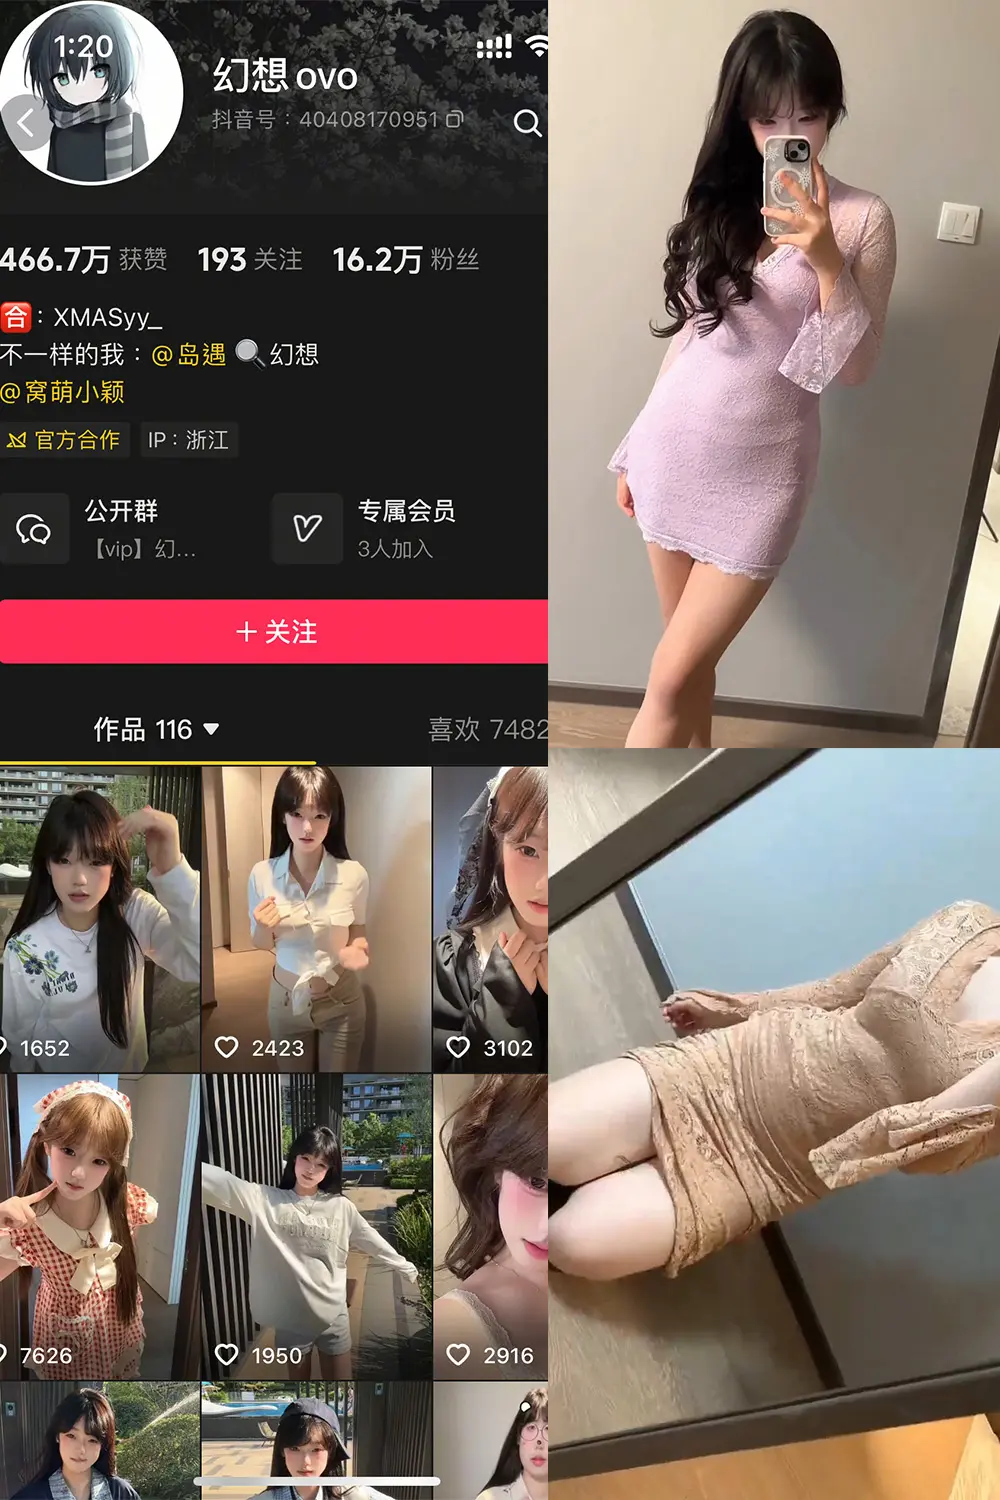 1:20
幻想ovo
抖音号：40408170951
466.7万 获赞 193 关注 16.2万 粉丝
合：XMASyy_
不一样的我：@岛遇 🔍幻想
@窝萌小颖
官方合作 IP：浙江
公开群 专属会员
【vip】幻... 3人加入
+ 关注
作品 116 喜欢 7482
1652 2423 3102
7626 1950 2916